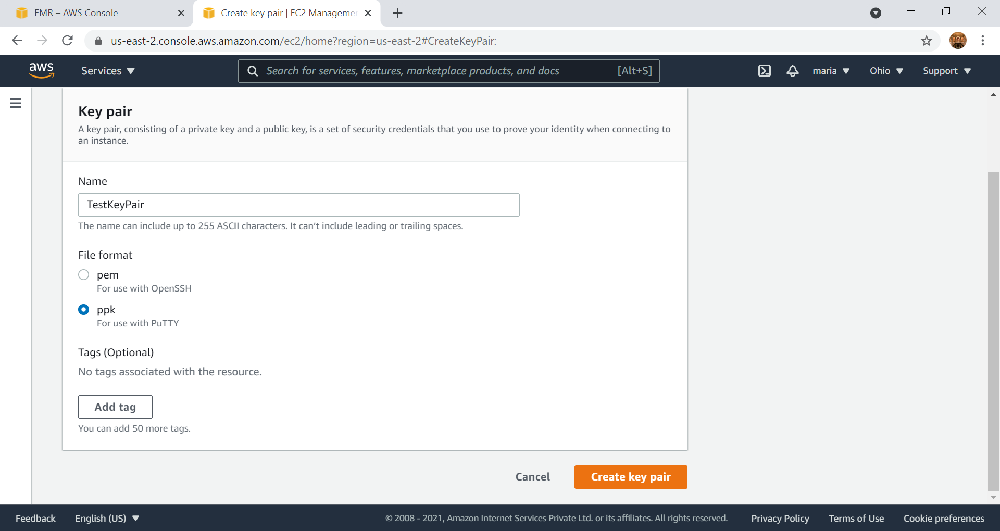 EMR – AWS Console
Create key pair | EC2 Manageme
us-east-2.console.aws.amazon.com/ec2/home?region=us-east-2#CreateKeyPair:
aws
Services
Search for services, features, marketplace products, and docs [Alt+S]
maria
Ohio
Support
Key pair
A key pair, consisting of a private key and a public key, is a set of security credentials that you use to prove your identity when connecting to
an instance.
Name
TestKeyPair
The name can include up to 255 ASCII characters. It can't include leading or trailing spaces.
File format
pem
For use with OpenSSH
ppk
For use with PuTTY
Tags (Optional)
No tags associated with the resource.
Add tag
You can add 50 more tags.
Cancel
Create key pair
Feedback
English (US)
© 2008 - 2021, Amazon Internet Services Private Ltd. or its affiliates. All rights reserved.
Privacy Policy
Terms of Use
Cookie preferences